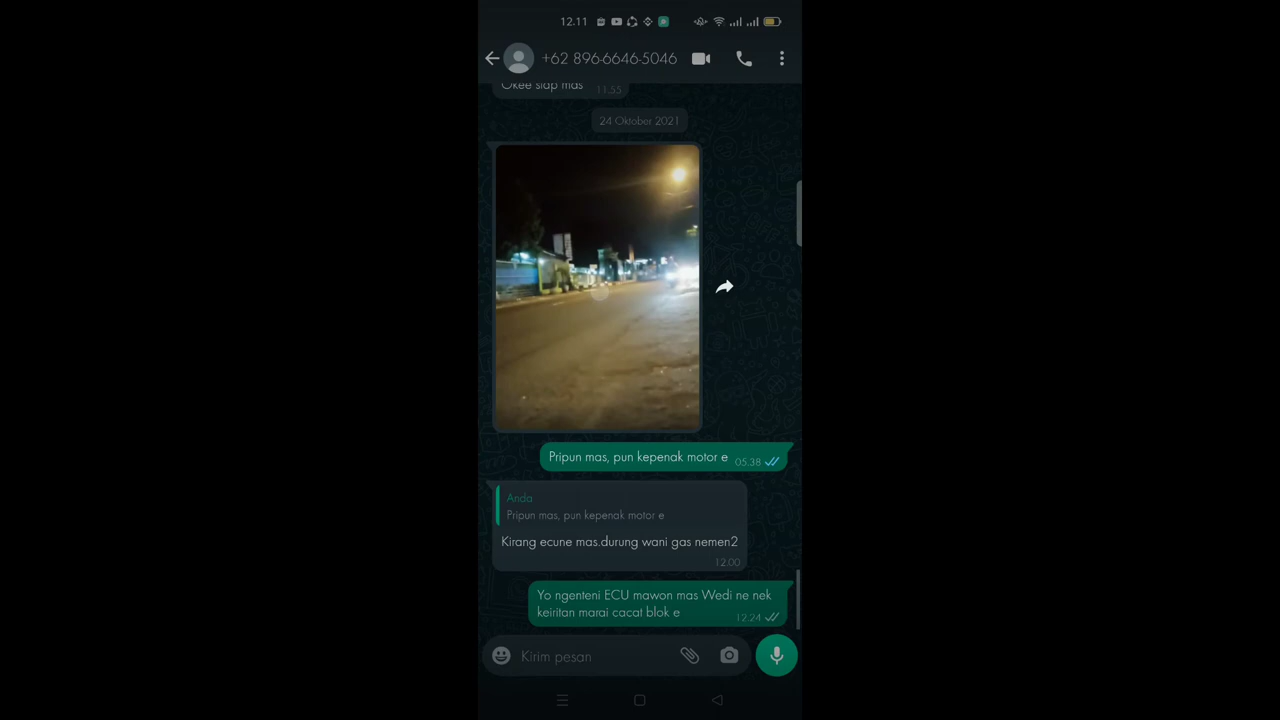 12.11
+62 896-6646-5046
Okee siap mas 11.55
24 Oktober 2021
Pripun mas, pun kepenak motor e 05.38
Anda
Pripun mas, pun kepenak motor e
Kirang ecune mas.durung wani gas nemen2
12.00
Yo ngenteni ECU mawon mas Wedi ne nek
keiritan marai cacat blok e 12.24
Kirim pesan